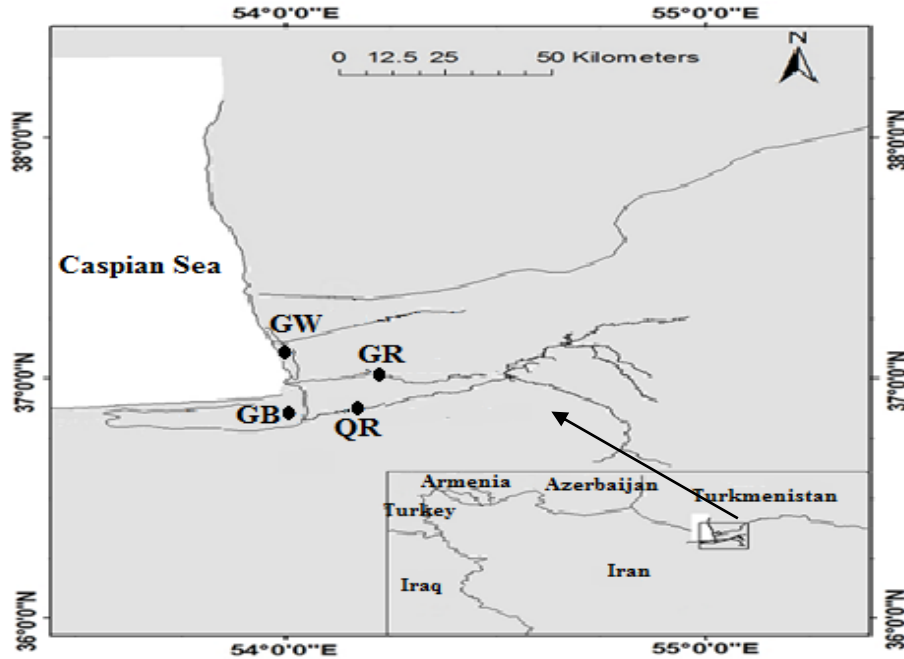 54°0'0"E
55°0'0"E
N
0 12.5 25 50 Kilometers
38°0'0"N
38°0'0"N
Caspian Sea
GW
GR
37°0'0"N
37°0'0"N
GB
QR
Armenia
Azerbaijan
Turkmenistan
Turkey
Iraq
Iran
36°0'0"N
36°0'0"N
54°0'0"E
55°0'0"E